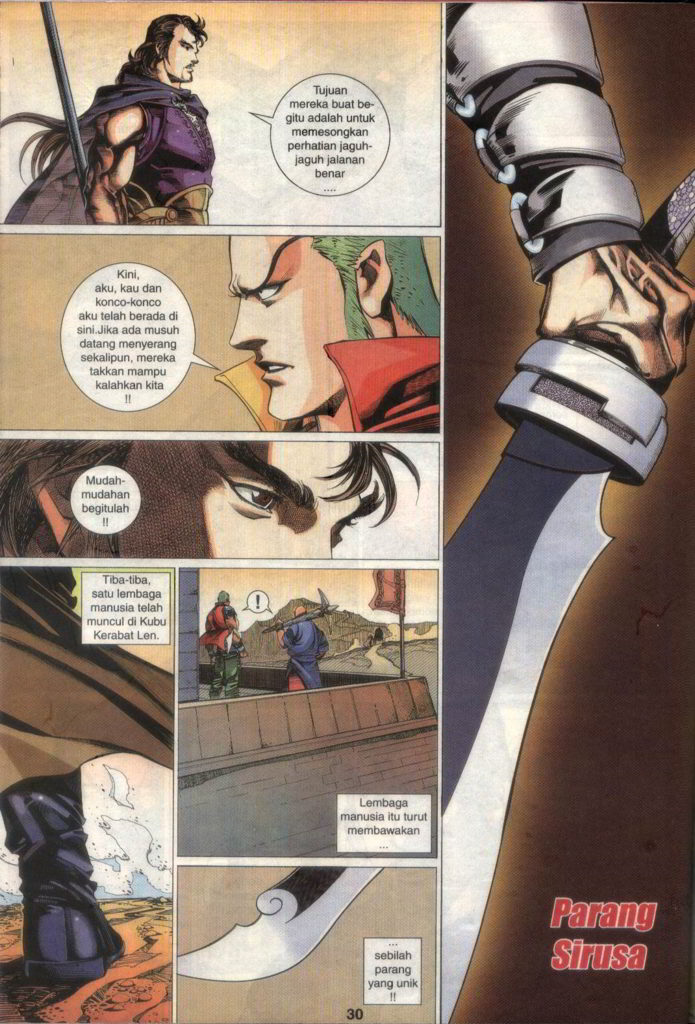 Tujuan
mereka buat be-
gitu adalah untuk
memesongkan
perhatian jaguh-
jaguh jalanan
benar
....
Kini,
aku, kau dan
konco-konco
aku telah berada di
sini.Jika ada musuh
datang menyerang
sekalipun, mereka
takkan mampu
kalahkan kita
!!
Mudah-
mudahan
begitulah
!!
Tiba-tiba,
satu lembaga
manusia telah
muncul di Kubu
Kerabat Len.
!
Lembaga
manusia itu turut
membawakan
...
...
sebilah
parang
yang unik
!!
Parang
Sirusa
30